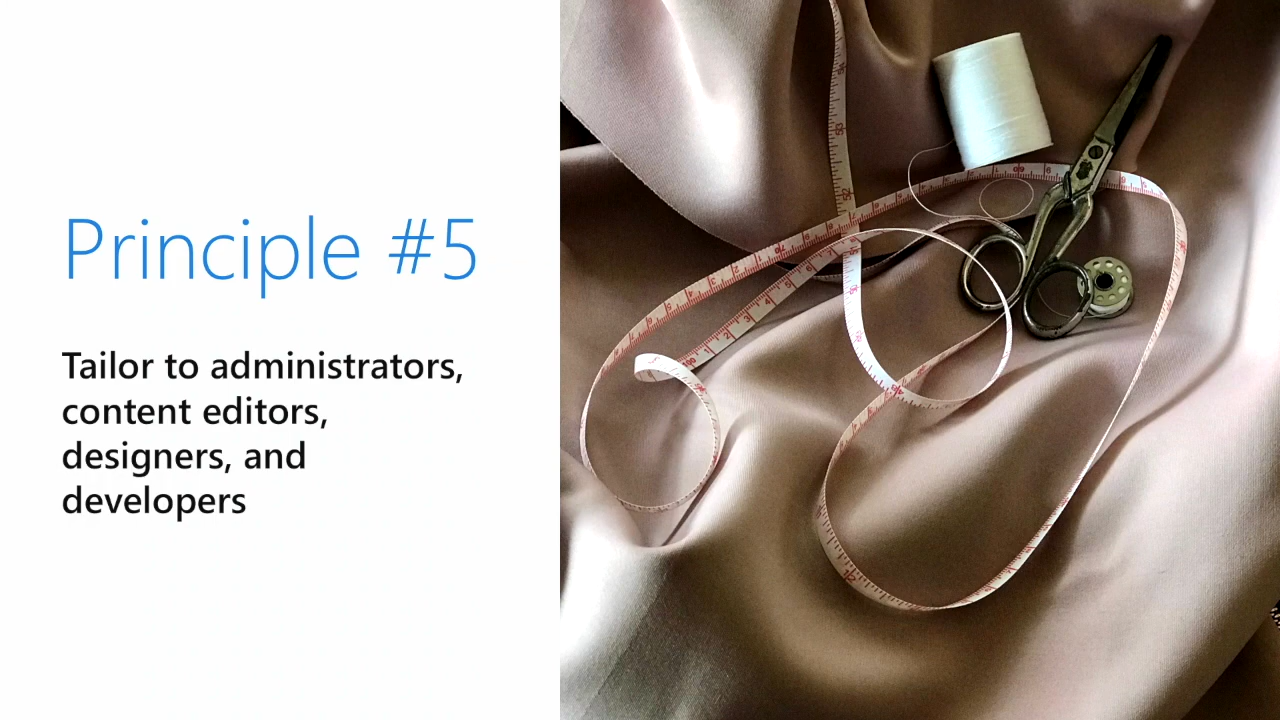 Principle #5
Tailor to administrators,
content editors,
designers, and
developers